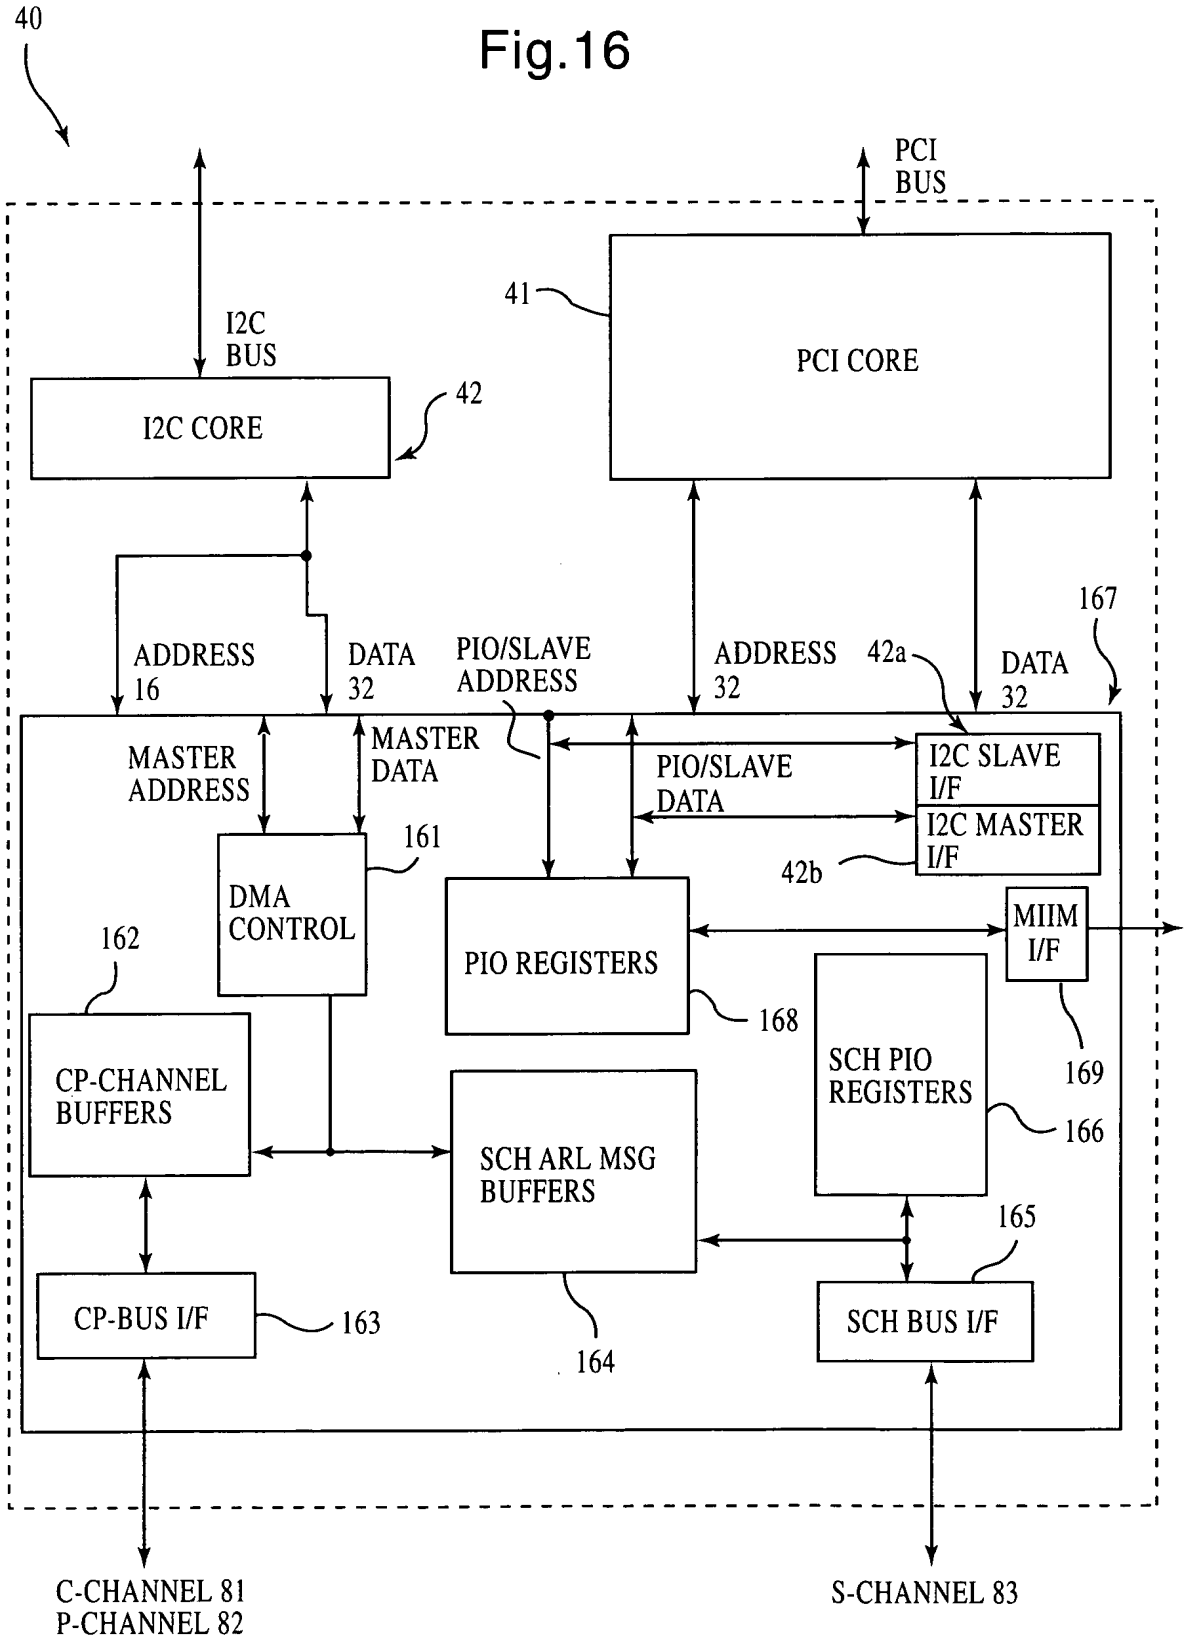 40
Fig.16
PCI
BUS
41
I2C
BUS
PCI CORE
I2C CORE
42
167
ADDRESS
16
DATA
32
PIO/SLAVE
ADDRESS
ADDRESS
32
42a
DATA
32
MASTER
ADDRESS
MASTER
DATA
PIO/SLAVE
DATA
I2C SLAVE
I/F
I2C MASTER
I/F
161
42b
DMA
CONTROL
162
PIO REGISTERS
MIIM
I/F
168
169
CP-CHANNEL
BUFFERS
SCH PIO
REGISTERS
166
SCH ARL MSG
BUFFERS
165
CP-BUS I/F
163
SCH BUS I/F
164
C-CHANNEL 81
P-CHANNEL 82
S-CHANNEL 83